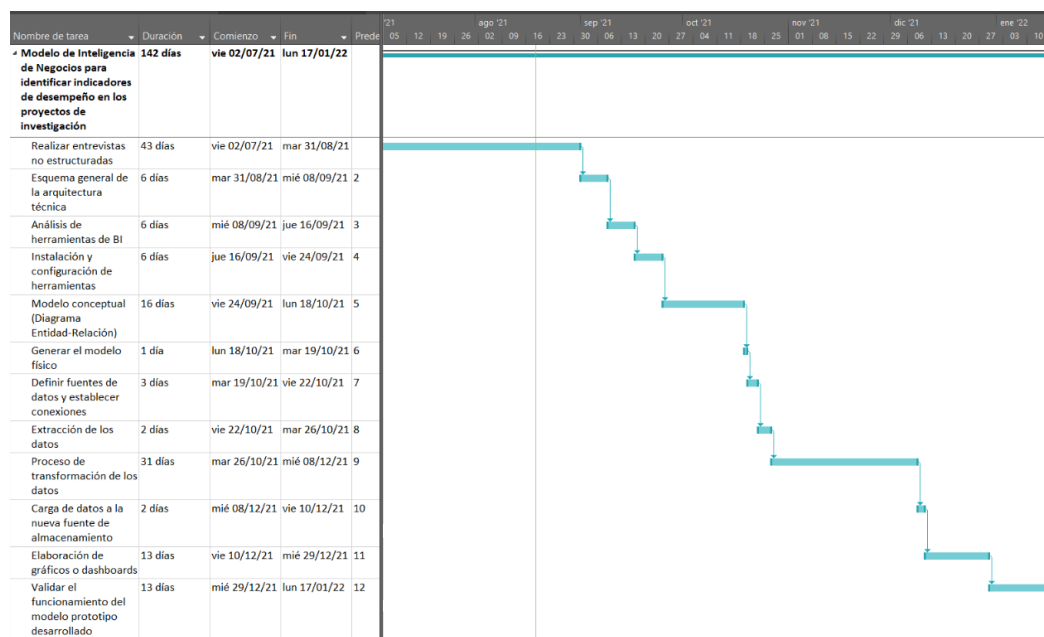 '21 ago '21 sep '21 oct '21 nov '21 dic '21 ene '22
Nombre de tarea Duración Comienzo Fin Prede 05 12 19 26 02 09 16 23 30 06 13 20 27 04 11 18 25 01 08 15 22 29 06 13 20 27 03 10
Modelo de Inteligencia 142 días vie 02/07/21 lun 17/01/22
de Negocios para
identificar indicadores
de desempeño en los
proyectos de
investigación
Realizar entrevistas 43 días vie 02/07/21 mar 31/08/21
no estructuradas
Esquema general de 6 días mar 31/08/21 mié 08/09/21 2
la arquitectura
técnica
Análisis de 6 días mié 08/09/21 jue 16/09/21 3
herramientas de BI
Instalación y 6 días jue 16/09/21 vie 24/09/21 4
configuración de
herramientas
Modelo conceptual 16 días vie 24/09/21 lun 18/10/21 5
(Diagrama
Entidad-Relación)
Generar el modelo 1 día lun 18/10/21 mar 19/10/21 6
físico
Definir fuentes de 3 días mar 19/10/21 vie 22/10/21 7
datos y establecer
conexiones
Extracción de los 2 días vie 22/10/21 mar 26/10/21 8
datos
Proceso de 31 días mar 26/10/21 mié 08/12/21 9
transformación de los
datos
Carga de datos a la 2 días mié 08/12/21 vie 10/12/21 10
nueva fuente de
almacenamiento
Elaboración de 13 días vie 10/12/21 mié 29/12/21 11
gráficos o dashboards
Validar el 13 días mié 29/12/21 lun 17/01/22 12
funcionamiento del
modelo prototipo
desarrollado